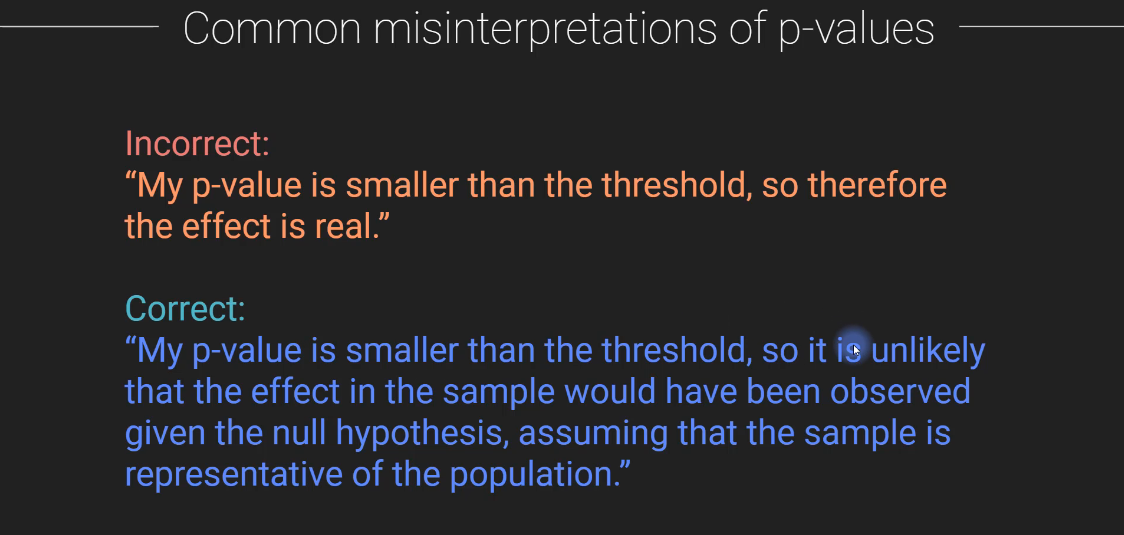 Common misinterpretations of p-values
Incorrect:
“My p-value is smaller than the threshold, so therefore
the effect is real.”
Correct:
“My p-value is smaller than the threshold, so it is unlikely
that the effect in the sample would have been observed
given the null hypothesis, assuming that the sample is
representative of the population.”